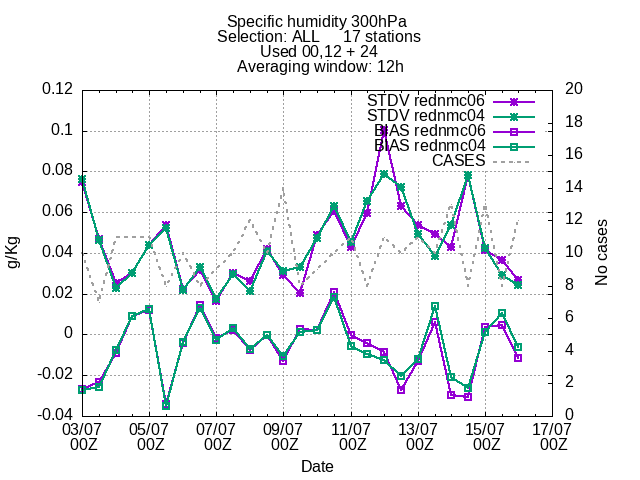 Specific humidity 300hPa
Selection: ALL 17 stations
Used 00,12 + 24
Averaging window: 12h
STDV rednmc06
STDV rednmc04
BIAS rednmc06
BIAS rednmc04
CASES
g/Kg
0.12
0.1
0.08
0.06
0.04
0.02
0
-0.02
-0.04
No cases
20
18
16
14
12
10
8
6
4
2
0
03/07 05/07 07/07 09/07 11/07 13/07 15/07 17/07
00Z 00Z 00Z 00Z 00Z 00Z 00Z 00Z
Date